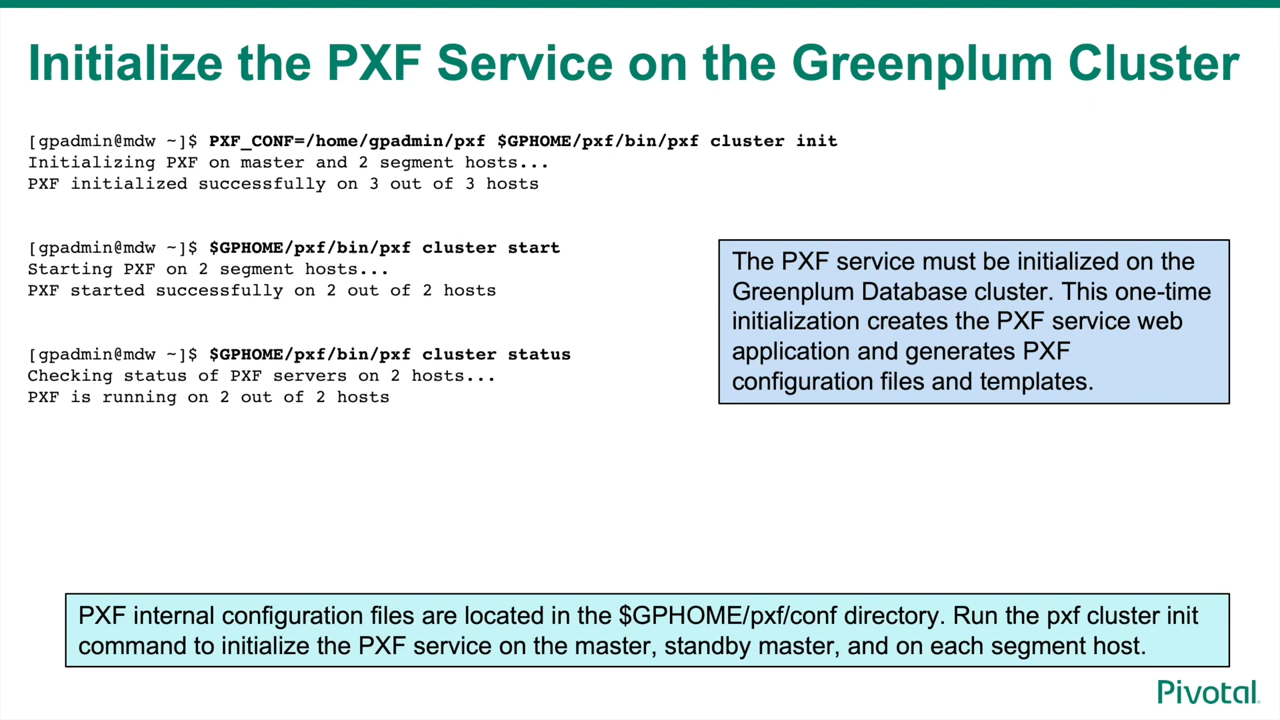 Initialize the PXF Service on the Greenplum Cluster
[gpadmin@mdw ~]$ PXF_CONF=/home/gpadmin/pxf $GPHOME/pxf/bin/pxf cluster init
Initializing PXF on master and 2 segment hosts...
PXF initialized successfully on 3 out of 3 hosts
[gpadmin@mdw ~]$ $GPHOME/pxf/bin/pxf cluster start
Starting PXF on 2 segment hosts...
PXF started successfully on 2 out of 2 hosts
[gpadmin@mdw ~]$ $GPHOME/pxf/bin/pxf cluster status
Checking status of PXF servers on 2 hosts...
PXF is running on 2 out of 2 hosts
The PXF service must be initialized on the
Greenplum Database cluster. This one-time
initialization creates the PXF service web
application and generates PXF
configuration files and templates.
PXF internal configuration files are located in the $GPHOME/pxf/conf directory. Run the pxf cluster init
command to initialize the PXF service on the master, standby master, and on each segment host.
Pivotal